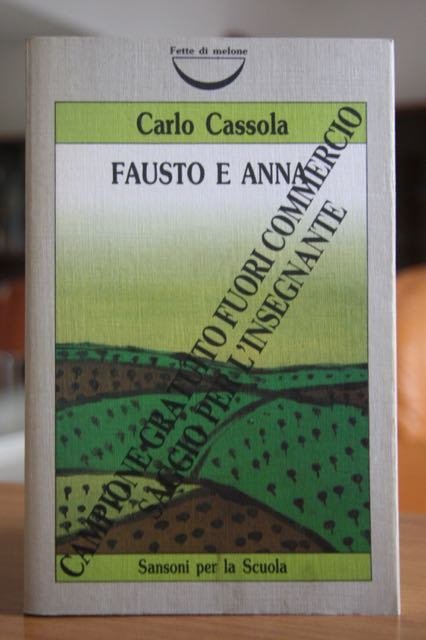 Fette di melone
Carlo Cassola
FAUSTO E ANNA
CAMPIONE GRATUITO FUORI COMMERCIO
SAGGIO PER L'INSEGNANTE
Sansoni per la Scuola